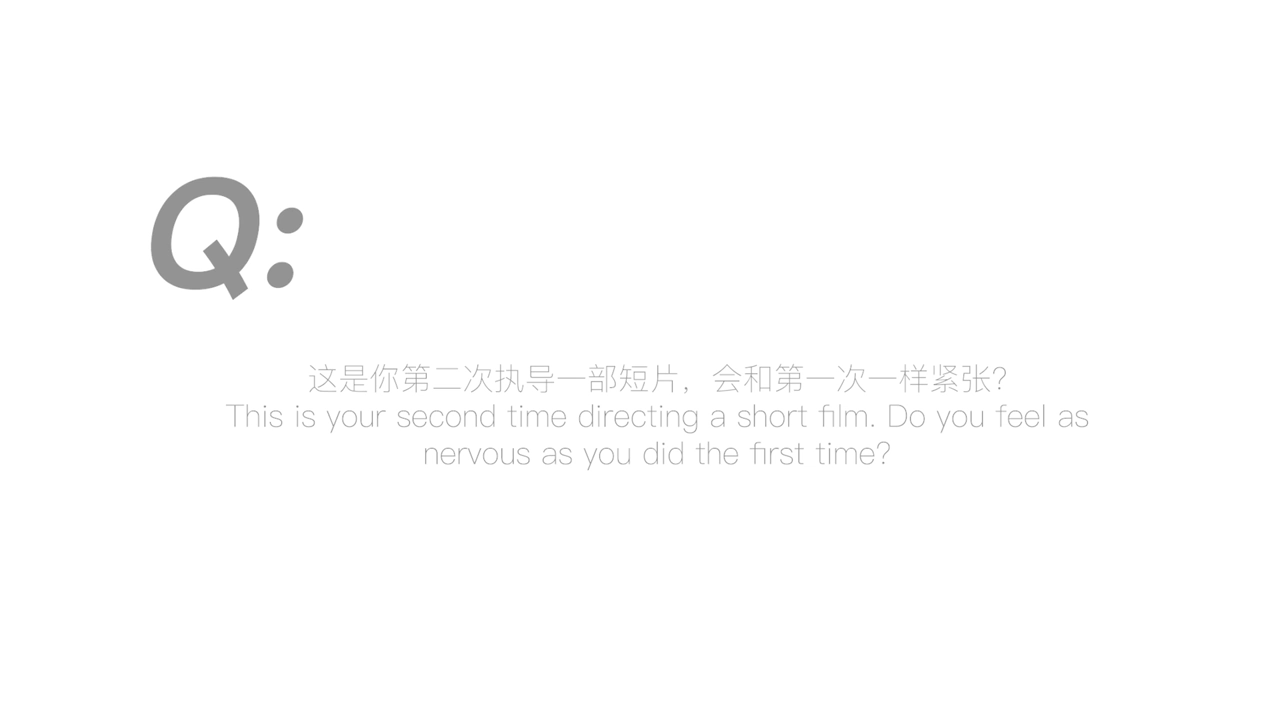 Q:
这是你第二次执导一部短片，会和第一次一样紧张？
This is your second time directing a short film. Do you feel as
nervous as you did the first time?